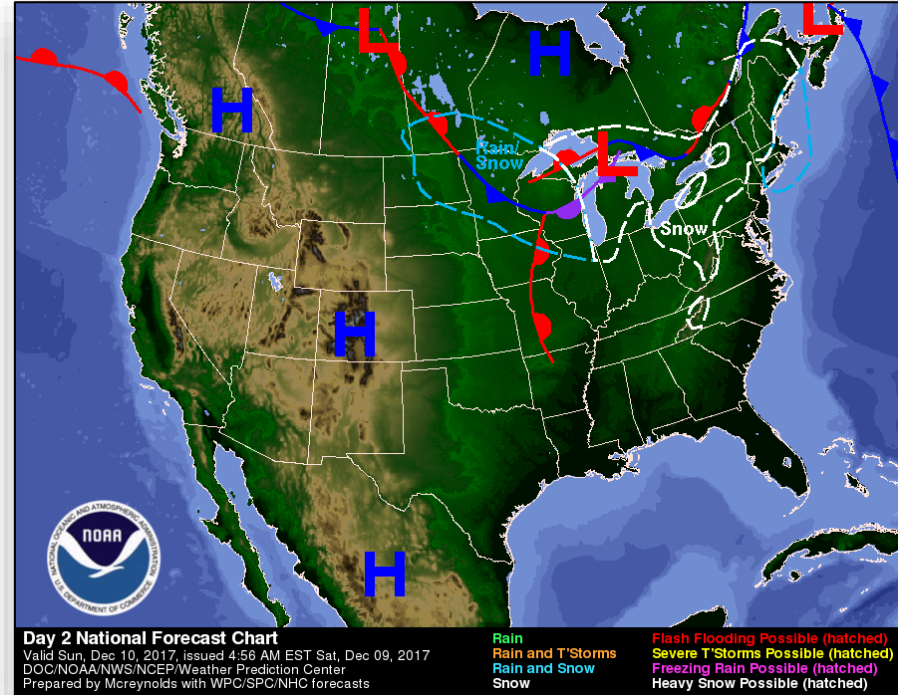 L
H
L
H
Rain/
Snow
L
Snow
H
H
NATIONAL OCEANIC AND ATMOSPHERIC ADMINISTRATION
NOAA
U.S. DEPARTMENT OF COMMERCE
Day 2 National Forecast Chart
Valid Sun, Dec 10, 2017, issued 4:56 AM EST Sat, Dec 09, 2017
DOC/NOAA/NWS/NCEP/Weather Prediction Center
Prepared by Mcreynolds with WPC/SPC/NHC forecasts
Rain
Rain and T'Storms
Rain and Snow
Snow
Flash Flooding Possible (hatched)
Severe T'Storms Possible (hatched)
Freezing Rain Possible (hatched)
Heavy Snow Possible (hatched)